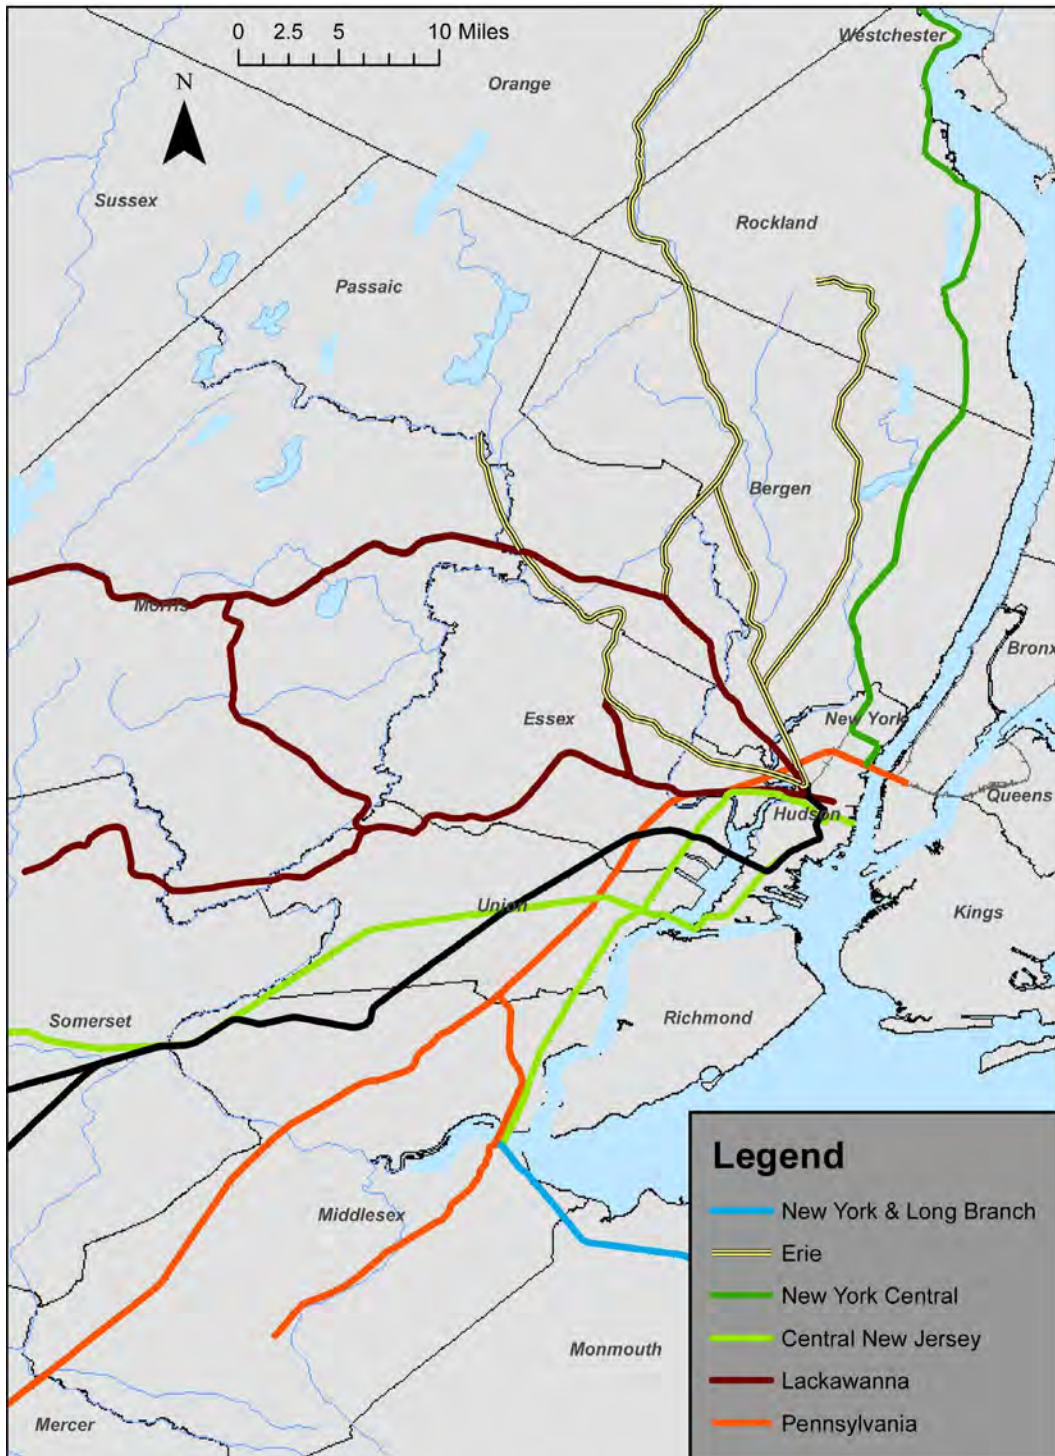 0 2.5 5 10 Miles
N
Westchester
Orange
Sussex
Rockland
Passaic
Bergen
Morris
Bronx
Essex
New York
Queens
Hudson
Union
Kings
Somerset
Richmond
Middlesex
Monmouth
Mercer
Legend
New York & Long Branch
Erie
New York Central
Central New Jersey
Lackawanna
Pennsylvania